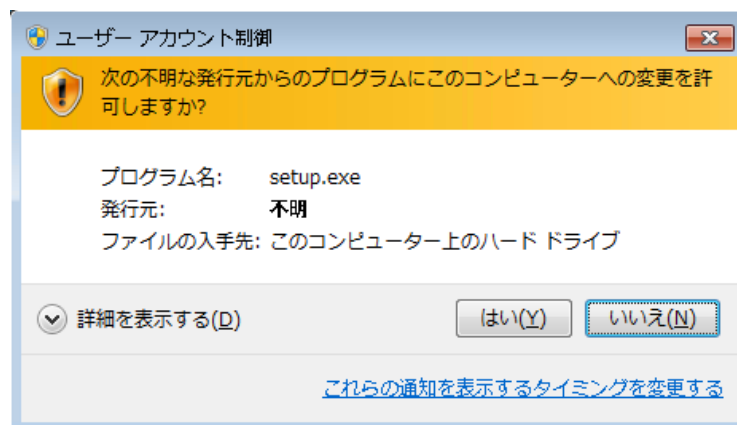 ユーザー アカウント制御
次の不明な発行元からのプログラムにこのコンピューターへの変更を許
可しますか?
プログラム名: setup.exe
発行元: 不明
ファイルの入手先: このコンピューター上のハード ドライブ
詳細を表示する(D) はい(Y) いいえ(N)
これらの通知を表示するタイミングを変更する